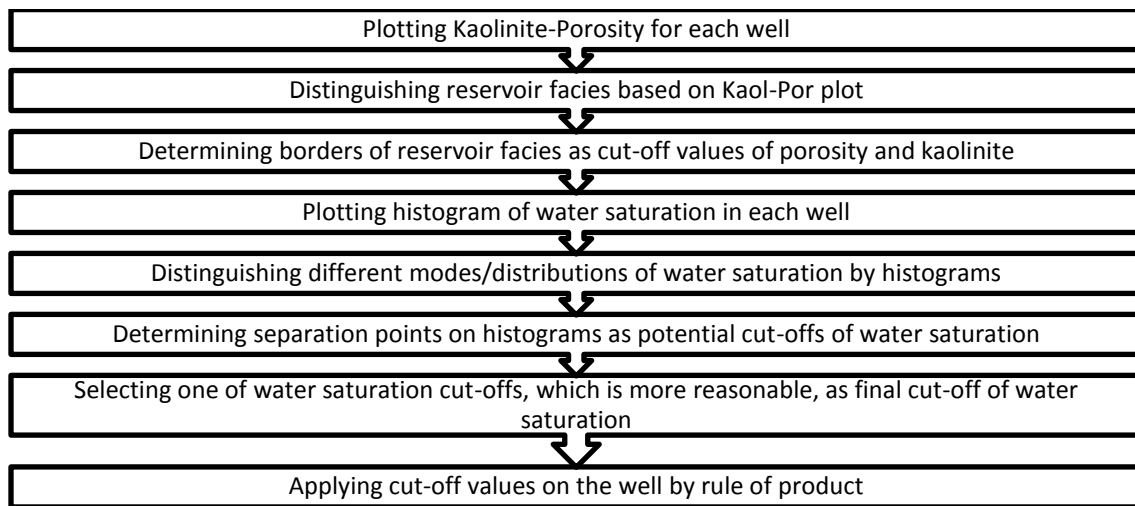 Plotting Kaolinite-Porosity for each well
Distinguishing reservoir facies based on Kaol-Por plot
Determining borders of reservoir facies as cut-off values of porosity and kaolinite
Plotting histogram of water saturation in each well
Distinguishing different modes/distributions of water saturation by histograms
Determining separation points on histograms as potential cut-offs of water saturation
Selecting one of water saturation cut-offs, which is more reasonable, as final cut-off of water
saturation
Applying cut-off values on the well by rule of product